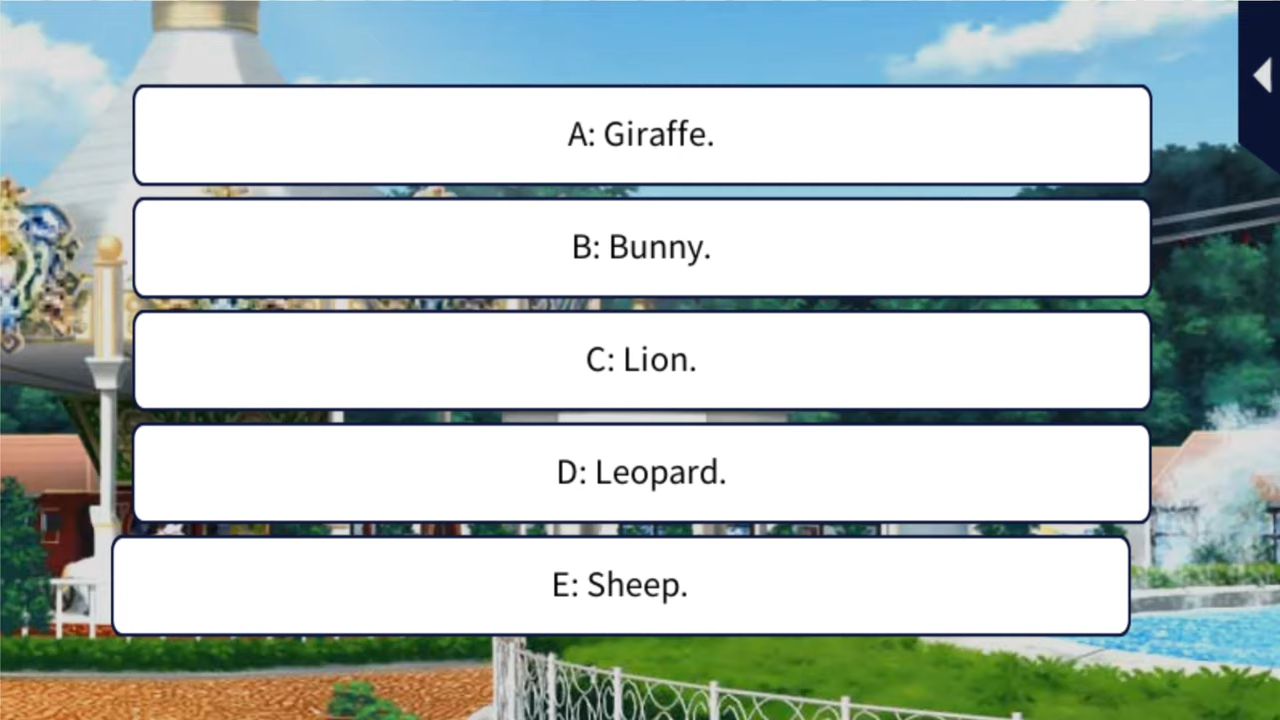 A: Giraffe.
B: Bunny.
C: Lion.
D: Leopard.
E: Sheep.